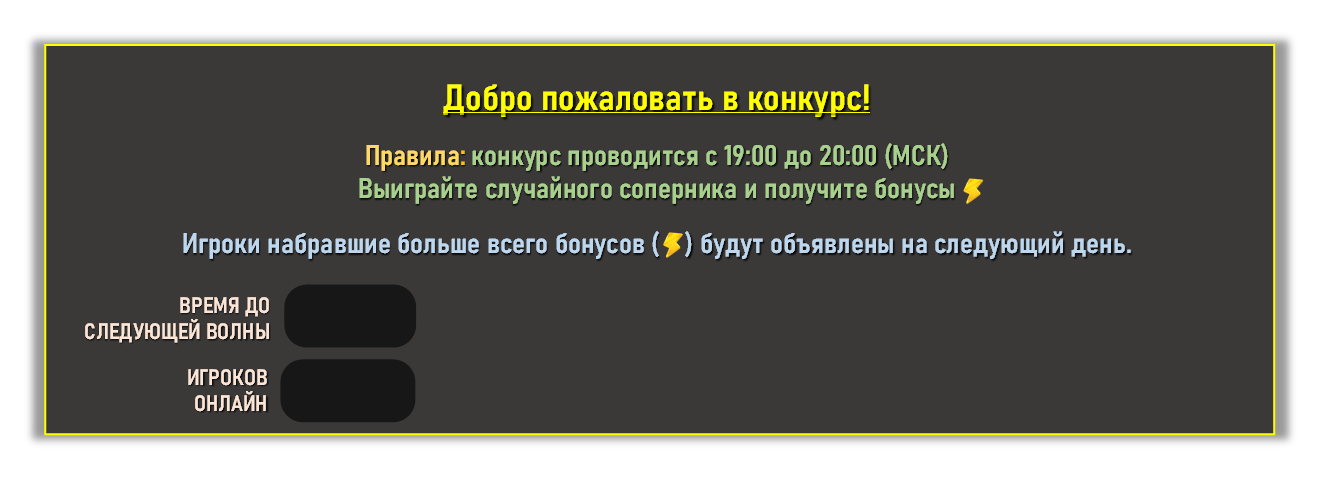 Добро пожаловать в конкурс!
Правила: конкурс проводится с 19:00 до 20:00 (МСК)
Выиграйте случайного соперника и получите бонусы ⚡
Игроки набравшие больше всего бонусов (⚡) будут объявлены на следующий день.
ВРЕМЯ ДО
СЛЕДУЮЩЕЙ ВОЛНЫ
ИГРОКОВ
ОНЛАЙН